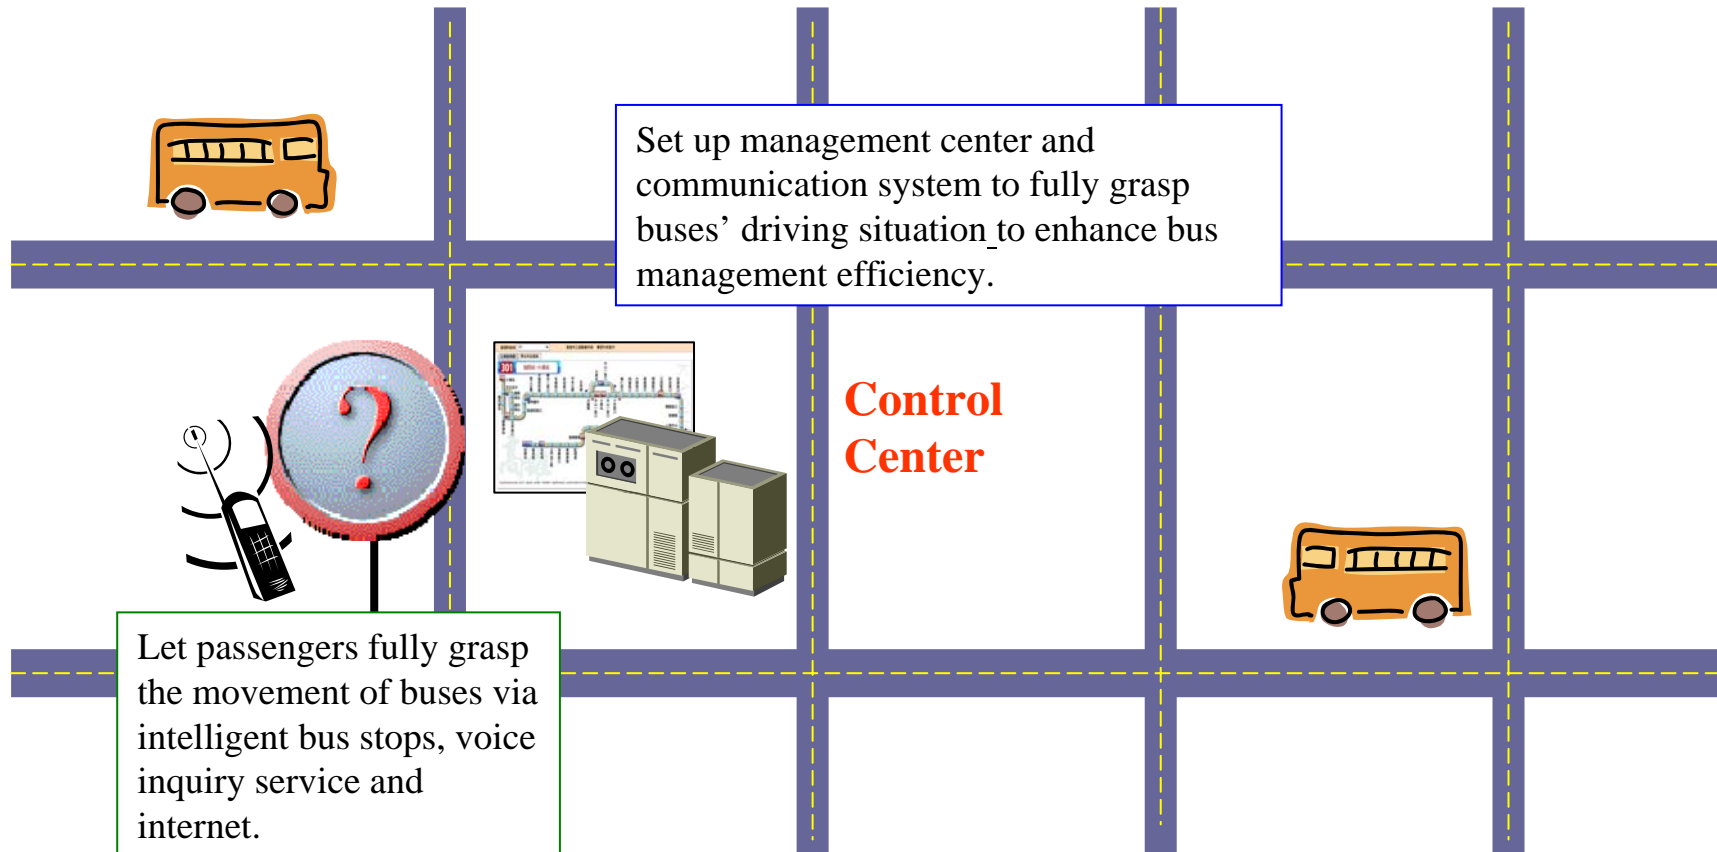 Set up management center and
communication system to fully grasp
buses’ driving situation to enhance bus
management efficiency.
301
?
Control
Center
Let passengers fully grasp
the movement of buses via
intelligent bus stops, voice
inquiry service and
internet.